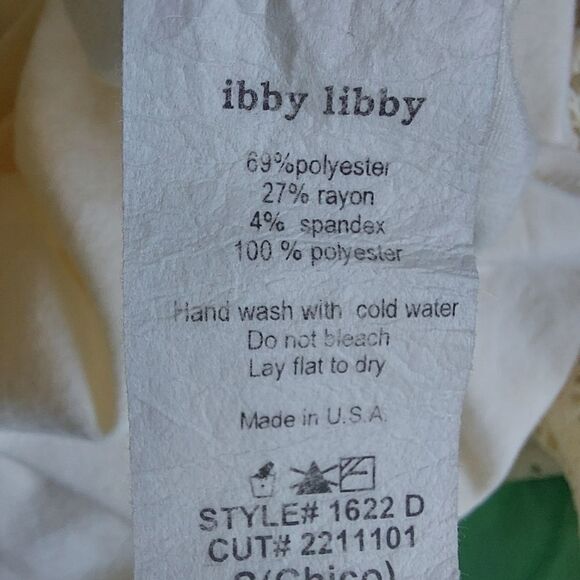 ibby libby
69%polyester
27% rayon
4% spandex
100 % polyester
Hand wash with cold water
Do not bleach
Lay flat to dry
Made in U.S.A.
STYLE# 1622 D
CUT# 2211101
(Chico)